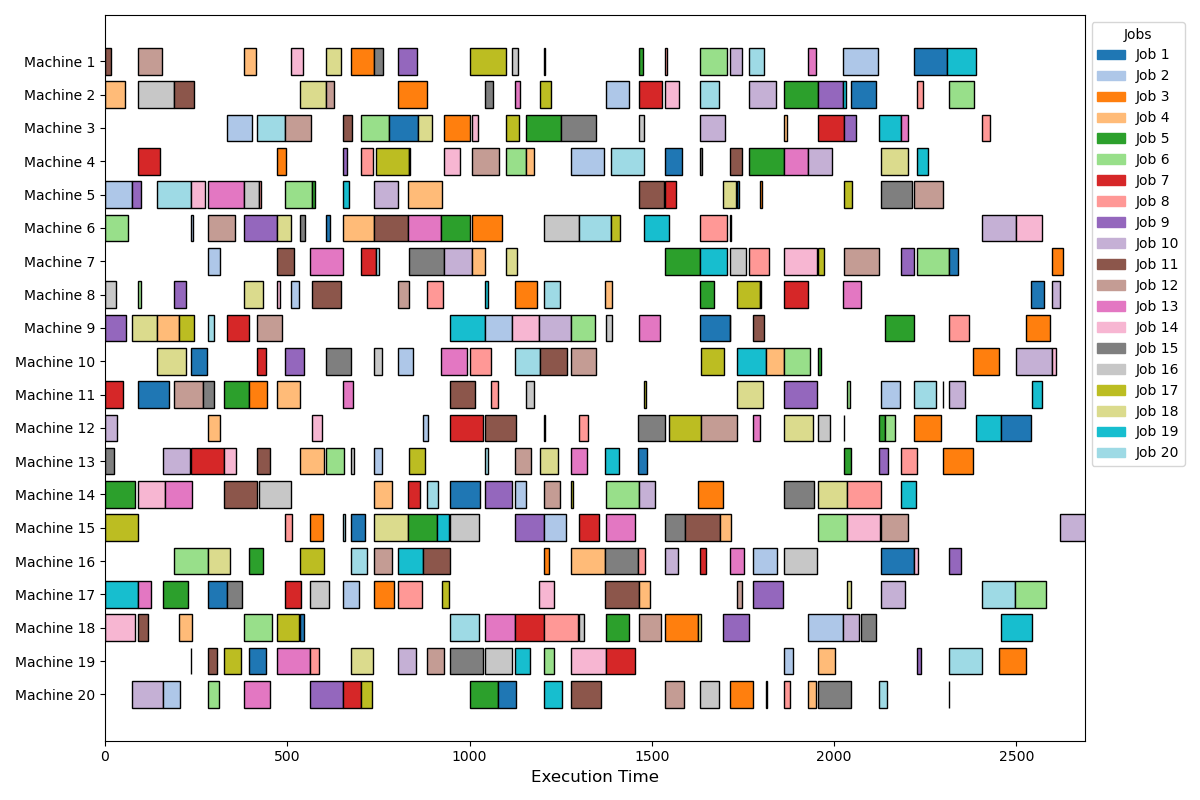 Machine 1
Machine 2
Machine 3
Machine 4
Machine 5
Machine 6
Machine 7
Machine 8
Machine 9
Machine 10
Machine 11
Machine 12
Machine 13
Machine 14
Machine 15
Machine 16
Machine 17
Machine 18
Machine 19
Machine 20
0 500 1000 1500 2000 2500
Execution Time
Jobs
Job 1
Job 2
Job 3
Job 4
Job 5
Job 6
Job 7
Job 8
Job 9
Job 10
Job 11
Job 12
Job 13
Job 14
Job 15
Job 16
Job 17
Job 18
Job 19
Job 20